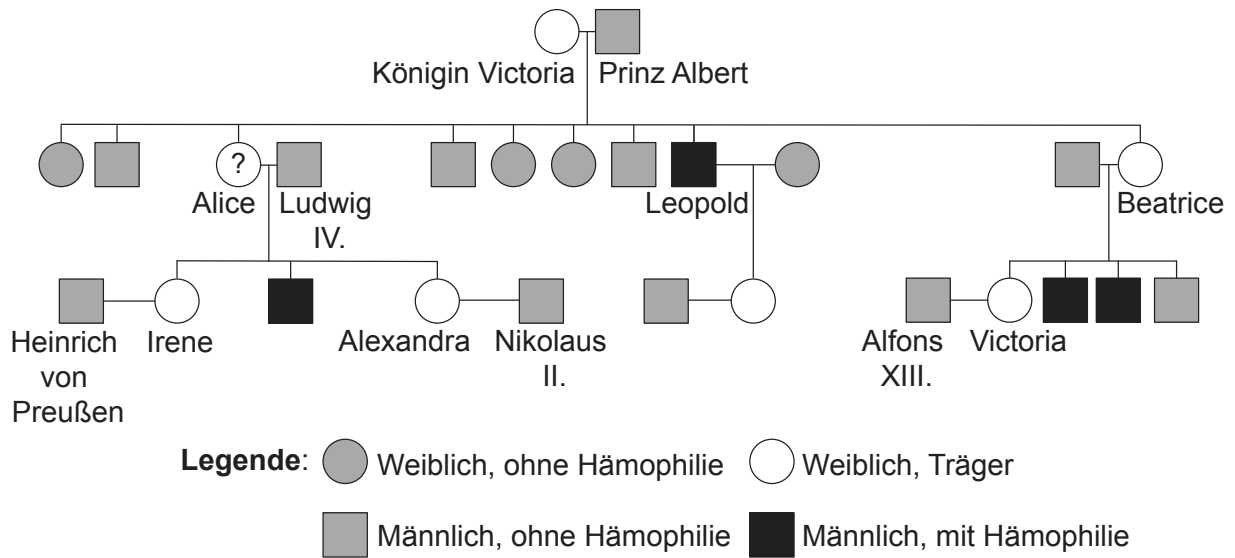 Königin Victoria Prinz Albert
?
Alice Ludwig IV. Leopold Beatrice
Heinrich von Preußen Irene Alexandra Nikolaus II. Alfons XIII. Victoria
Legende: Weiblich, ohne Hämophilie Weiblich, Träger
Männlich, ohne Hämophilie Männlich, mit Hämophilie